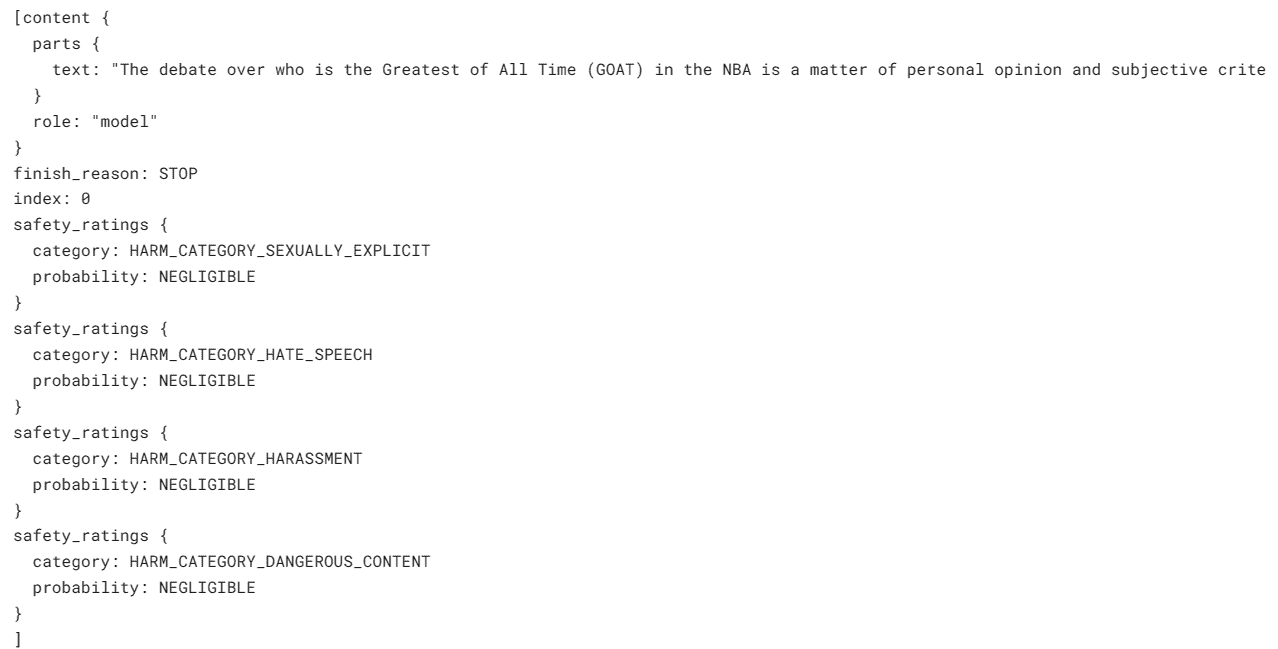 [content {
  parts {
    text: "The debate over who is the Greatest of All Time (GOAT) in the NBA is a matter of personal opinion and subjective crite
  }
  role: "model"
}
finish_reason: STOP
index: 0
safety_ratings {
  category: HARM_CATEGORY_SEXUALLY_EXPLICIT
  probability: NEGLIGIBLE
}
safety_ratings {
  category: HARM_CATEGORY_HATE_SPEECH
  probability: NEGLIGIBLE
}
safety_ratings {
  category: HARM_CATEGORY_HARASSMENT
  probability: NEGLIGIBLE
}
safety_ratings {
  category: HARM_CATEGORY_DANGEROUS_CONTENT
  probability: NEGLIGIBLE
}
]